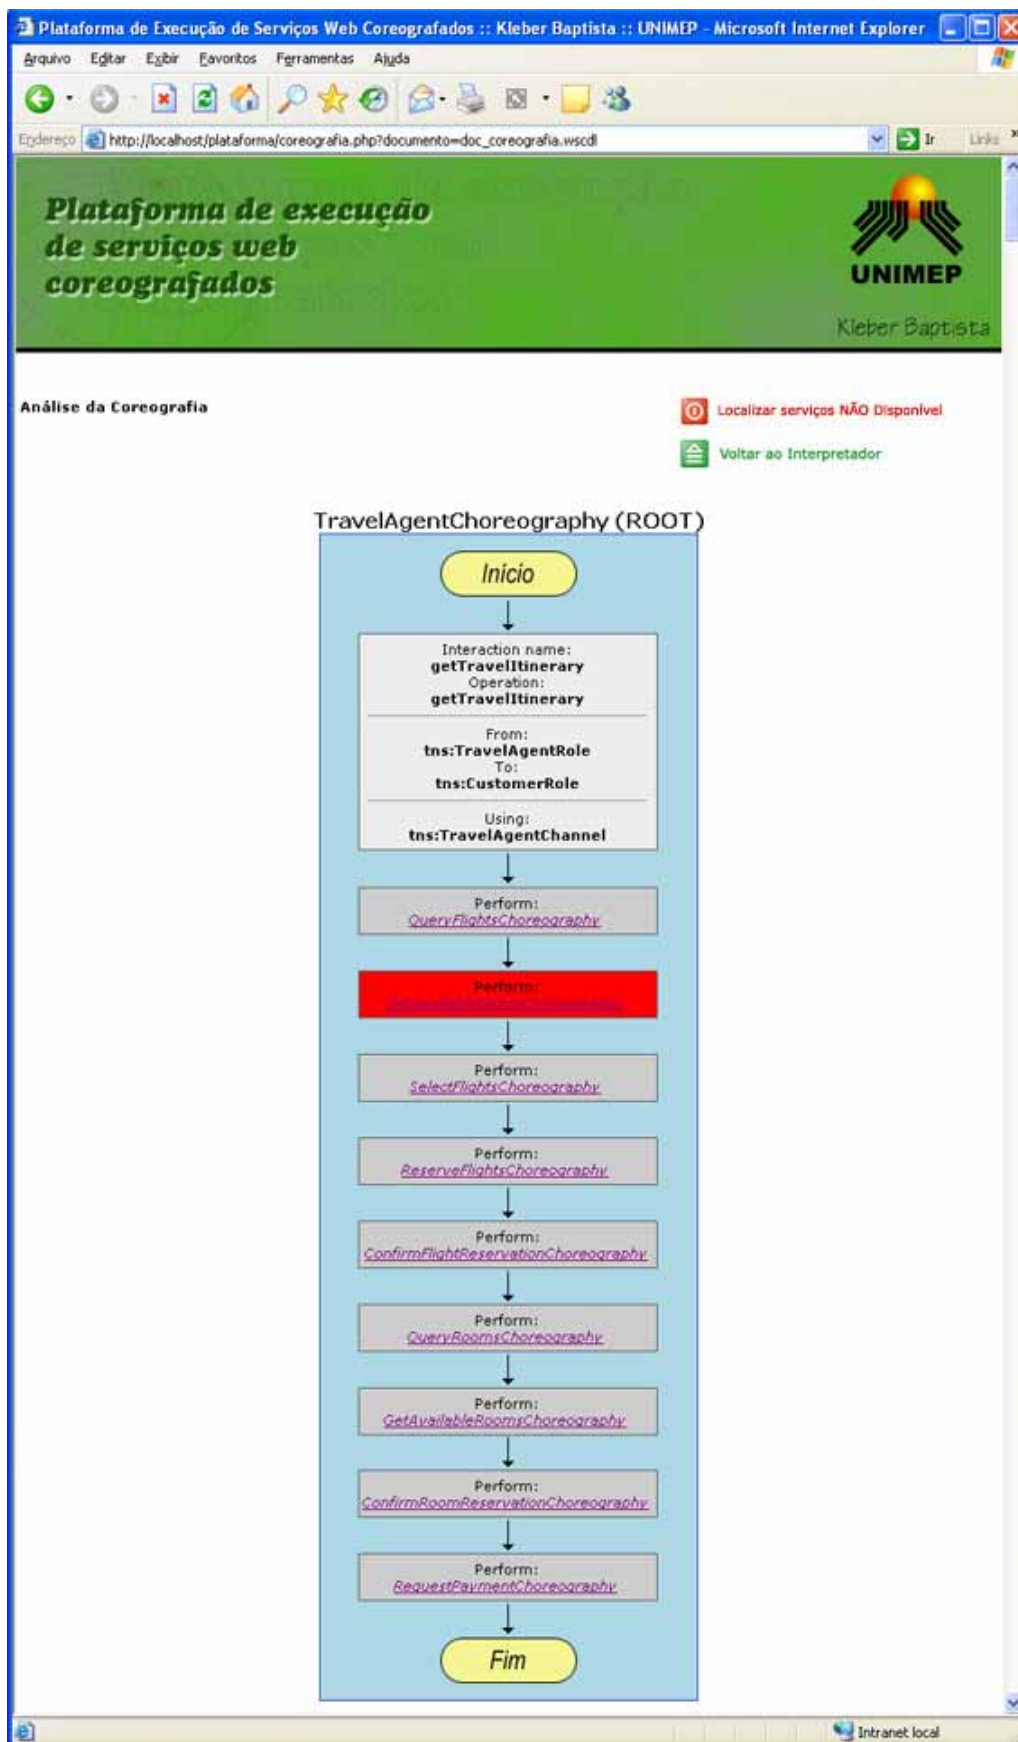 Plataforma de Execução de Serviços Web Coreografados :: Kleber Baptista :: UNIMEP - Microsoft Internet Explorer
Arquivo Editar Exibir Favoritos Ferramentas Ajuda
Endereço http://localhost/plataforma/coreografia.php?documento=doc_coreografia.wscdl Ir Links »
Plataforma de execução
de serviços web
coreografados
UNIMEP
Kleber Baptista
Análise da Coreografia
Localizar serviços NÃO Disponível
Voltar ao Interpretador
TravelAgentChoreography (ROOT)
Início
Interaction name:
getTravelItinerary
Operation:
getTravelItinerary
From:
tns:TravelAgentRole
To:
tns:CustomerRole
Using:
tns:TravelAgentChannel
Perform:
QueryFlightsChoreography
Perform:
Perform:
SelectFlightsChoreography
Perform:
ReserveFlightsChoreography
Perform:
ConfirmFlightReservationChoreography
Perform:
QueryRoomsChoreography
Perform:
GetAvailableRoomsChoreography
Perform:
ConfirmRoomReservationChoreography
Perform:
RequestPaymentChoreography
Fim
Intranet local